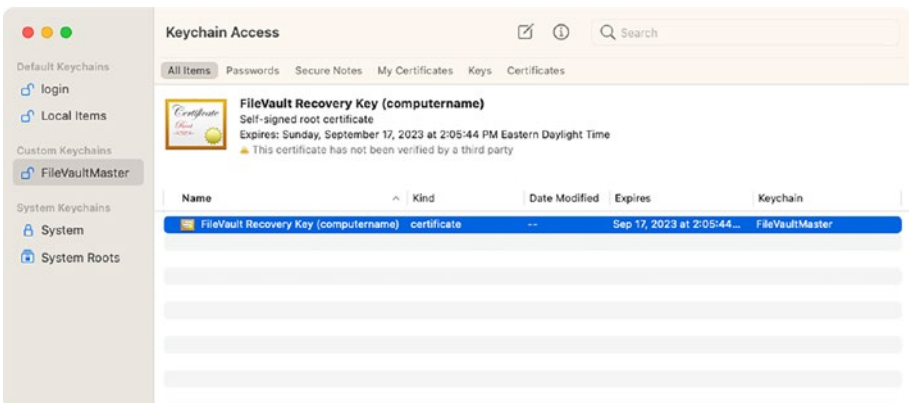 Keychain Access
Search
Default Keychains
login
Local Items
Custom Keychains
FileVaultMaster
System Keychains
System
System Roots
All Items Passwords Secure Notes My Certificates Keys Certificates
Certificate
Root
FileVault Recovery Key (computername)
Self-signed root certificate
Expires: Sunday, September 17, 2023 at 2:05:44 PM Eastern Daylight Time
This certificate has not been verified by a third party
Name Kind Date Modified Expires Keychain
FileVault Recovery Key (computername) certificate -- Sep 17, 2023 at 2:05:44... FileVaultMaster